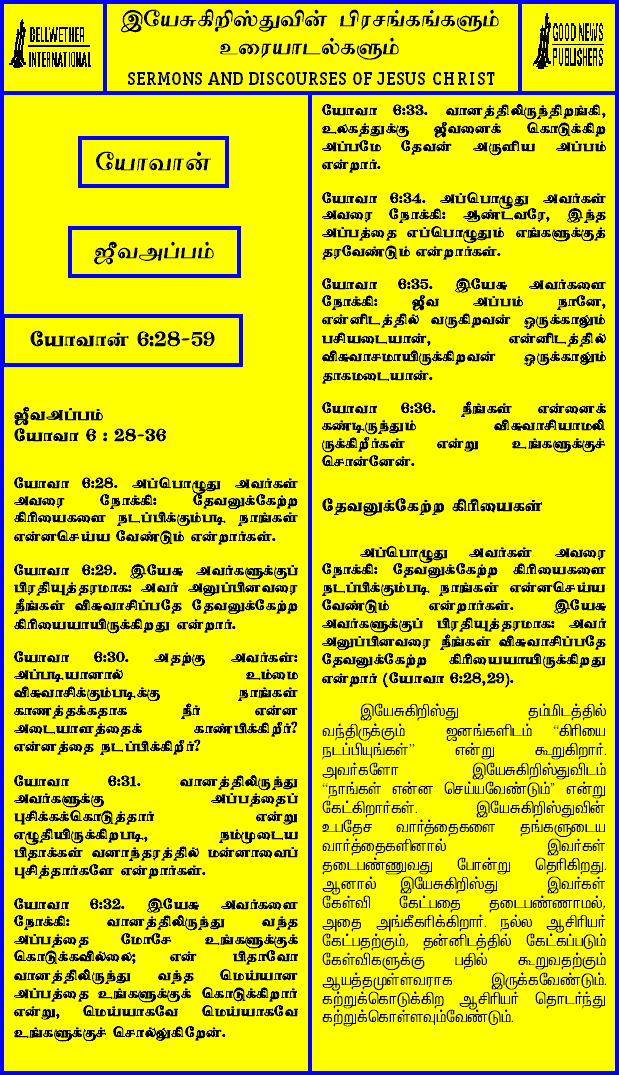 BELLWETHER
INTERNATIONAL
இயேசுகிறிஸ்துவின் பிரசங்கங்களும்
உரையாடல்களும்
SERMONS AND DISCOURSES OF JESUS CHRIST
GOOD NEWS
PUBLISHERS
யோவான்
ஜீவஅப்பம்
யோவான் 6:28-59
ஜீவஅப்பம்
யோவா 6 : 28-36
யோவா 6:28. அப்பொழுது அவர்கள்
அவரை நோக்கி: தேவனுக்கேற்ற
கிரியைகளை நடப்பிக்கும்படி நாங்கள்
என்னசெய்ய வேண்டும் என்றார்கள்.
யோவா 6:29. இயேசு அவர்களுக்குப்
பிரதியுத்தரமாக: அவர் அனுப்பினவரை
நீங்கள் விசுவாசிப்பதே தேவனுக்கேற்ற
கிரியையாயிருக்கிறது என்றார்.
யோவா 6:30. அதற்கு அவர்கள்:
அப்படியானால் உம்மை
விசுவாசிக்கும்படிக்கு நாங்கள்
காணத்தக்கதாக நீர் என்ன
அடையாளத்தைக் காண்பிக்கிறீர்?
என்னத்தை நடப்பிக்கிறீர்?
யோவா 6:31. வானத்திலிருந்து
அவர்களுக்கு அப்பத்தைப்
புசிக்கக்கொடுத்தார் என்று
எழுதியிருக்கிறபடி, நம்முடைய
பிதாக்கள் வனாந்தரத்தில் மன்னாவைப்
புசித்தார்களே என்றார்கள்.
யோவா 6:32. இயேசு அவர்களை
நோக்கி: வானத்திலிருந்து வந்த
அப்பத்தை மோசே உங்களுக்குக்
கொடுக்கவில்லை; என் பிதாவோ
வானத்திலிருந்து வந்த மெய்யான
அப்பத்தை உங்களுக்குக் கொடுக்கிறார்
என்று, மெய்யாகவே மெய்யாகவே
உங்களுக்குச் சொல்லுகிறேன்.
யோவா 6:33. வானத்திலிருந்திறங்கி,
உலகத்துக்கு ஜீவனைக் கொடுக்கிற
அப்பமே தேவன் அருளிய அப்பம்
என்றார்.
யோவா 6:34. அப்பொழுது அவர்கள்
அவரை நோக்கி: ஆண்டவரே, இந்த
அப்பத்தை எப்பொழுதும் எங்களுக்குத்
தரவேண்டும் என்றார்கள்.
யோவா 6:35. இயேசு அவர்களை
நோக்கி: ஜீவ அப்பம் நானே,
என்னிடத்தில் வருகிறவன் ஒருக்காலும்
பசியடையான், என்னிடத்தில்
விசுவாசமாயிருக்கிறவன் ஒருக்காலும்
தாகமடையான்.
யோவா 6:36. நீங்கள் என்னைக்
கண்டிருந்தும் விசுவாசியாமலி
ருக்கிறீர்கள் என்று உங்களுக்குச்
சொன்னேன்.
தேவனுக்கேற்ற கிரியைகள்
அப்பொழுது அவர்கள் அவரை
நோக்கி: தேவனுக்கேற்ற கிரியைகளை
நடப்பிக்கும்படி நாங்கள் என்னசெய்ய
வேண்டும் என்றார்கள். இயேசு
அவர்களுக்குப் பிரதியுத்தரமாக: அவர்
அனுப்பினவரை நீங்கள் விசுவாசிப்பதே
தேவனுக்கேற்ற கிரியையாயிருக்கிறது
என்றார் (யோவா 6:28,29).
இயேசுகிறிஸ்து தம்மிடத்தில்
வந்திருக்கும் ஜனங்களிடம் “கிரியை
நடப்பியுங்கள்” என்று கூறுகிறார்.
அவர்களோ இயேசுகிறிஸ்துவிடம்
“நாங்கள் என்ன செய்யவேண்டும்” என்று
கேட்கிறார்கள். இயேசுகிறிஸ்துவின்
உபதேச வார்த்தைகளை தங்களுடைய
வார்த்தைகளினால் இவர்கள்
தடைபண்ணுவது போன்று தெரிகிறது.
ஆனால் இயேசுகிறிஸ்து இவர்கள்
கேள்வி கேட்பதை தடைபண்ணாமல்,
அதை அங்கீகரிக்கிறார். நல்ல ஆசிரியர்
கேட்பதற்கும், தன்னிடத்தில் கேட்கப்படும்
கேள்விகளுக்கு பதில் கூறுவதற்கும்
ஆயத்தமுள்ளவராக இருக்கவேண்டும்.
கற்றுக்கொடுக்கிற ஆசிரியர் தொடர்ந்து
கற்றுக்கொள்ளவும்வேண்டும்.